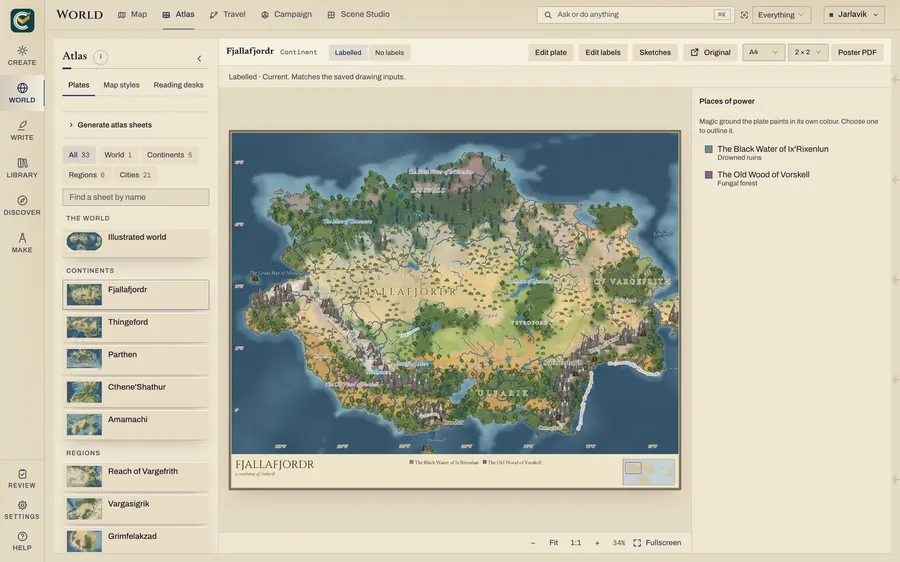 WORLD
Map
Atlas
Travel
Campaign
Scene Studio
Ask or do anything
⌘K
Everything
Jarlavik
CREATE
WORLD
WRITE
LIBRARY
DISCOVER
MAKE
REVIEW
SETTINGS
HELP
Atlas
i
Plates
Map styles
Reading desks
Generate atlas sheets
All 33
World 1
Continents 5
Regions 6
Cities 21
Find a sheet by name
THE WORLD
Illustrated world
CONTINENTS
Fjallafjordr
Thingeford
Parthen
Cthene'Shathur
Amamachi
REGIONS
Reach of Vargefrith
Vargasigrik
Grimfelakzad
Fjallafjordr Continent
Labelled
No labels
Edit plate
Edit labels
Sketches
Original
A4
2 × 2
Poster PDF
Labelled · Current. Matches the saved drawing inputs.
FJALLAFJORDR
ULFARIK
The Old Wood of Vorskell
FJALLAFJORDR
The Black Water of Ix'Rixenlun
The Old Wood of Vorskell
Places of power
Magic ground the plate paints in its own colour. Choose one
to outline it.
The Black Water of Ix'Rixenlun
Drowned ruins
The Old Wood of Vorskell
Fungal forest
−
Fit
1:1
+
34%
Fullscreen